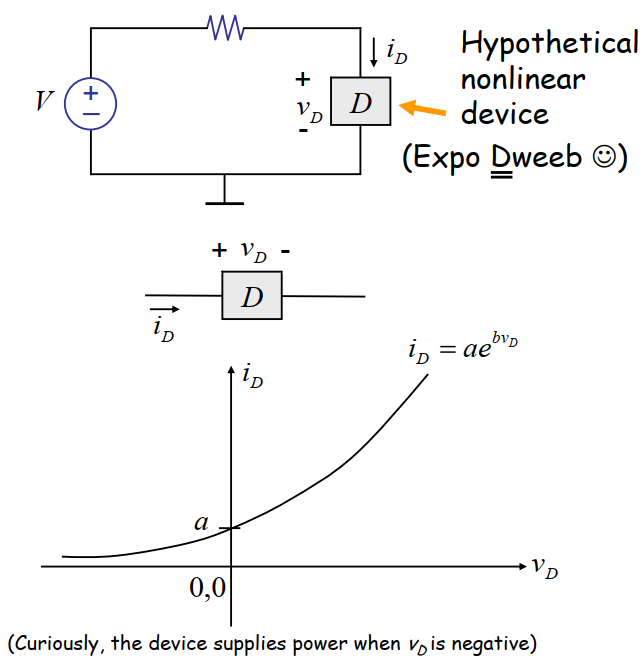 i_D
Hypothetical
nonlinear
device
(Expo Dweeb ☺)
V
+
−
+
v_D
-
D
+ v_D -
D
i_D
i_D = ae^{bv_D}
i_D
a
v_D
0,0
(Curiously, the device supplies power when v_D is negative)